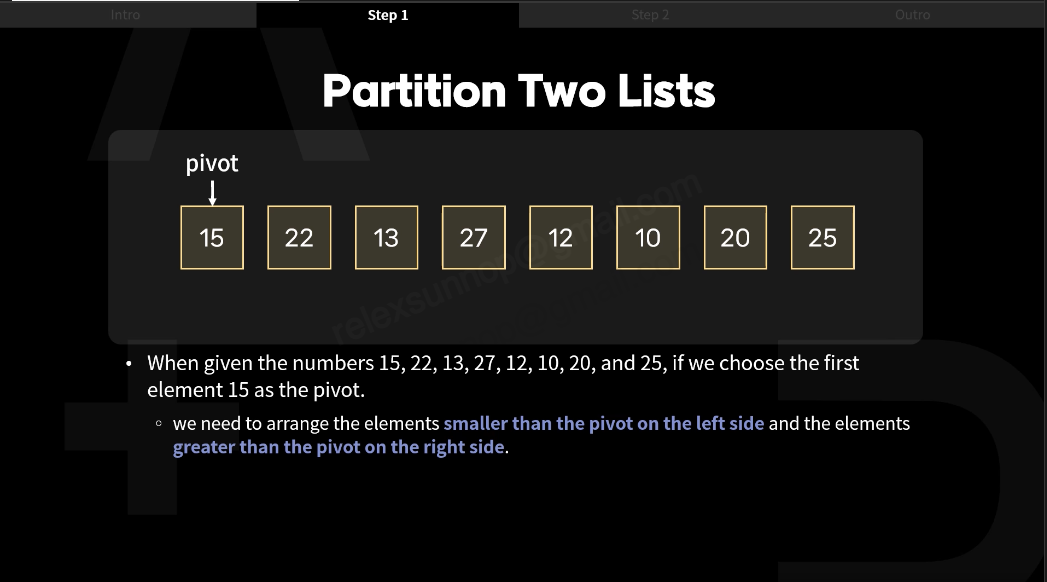 Intro
Step 1
Step 2
Outro
Partition Two Lists
pivot
15 22 13 27 12 10 20 25
relexsunhop@gmail.com
• When given the numbers 15, 22, 13, 27, 12, 10, 20, and 25, if we choose the first
element 15 as the pivot.
◦ we need to arrange the elements smaller than the pivot on the left side and the elements
greater than the pivot on the right side.